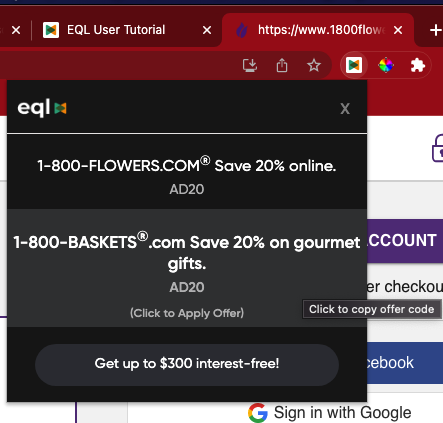 EQL User Tutorial
https://www.1800flow
eql
X
1-800-FLOWERS.COM® Save 20% online.
AD20
1-800-BASKETS®.com Save 20% on gourmet
gifts.
AD20
(Click to Apply Offer)
CCOUNT
er checkou
Click to copy offer code
Get up to $300 interest-free!
cebook
Sign in with Google